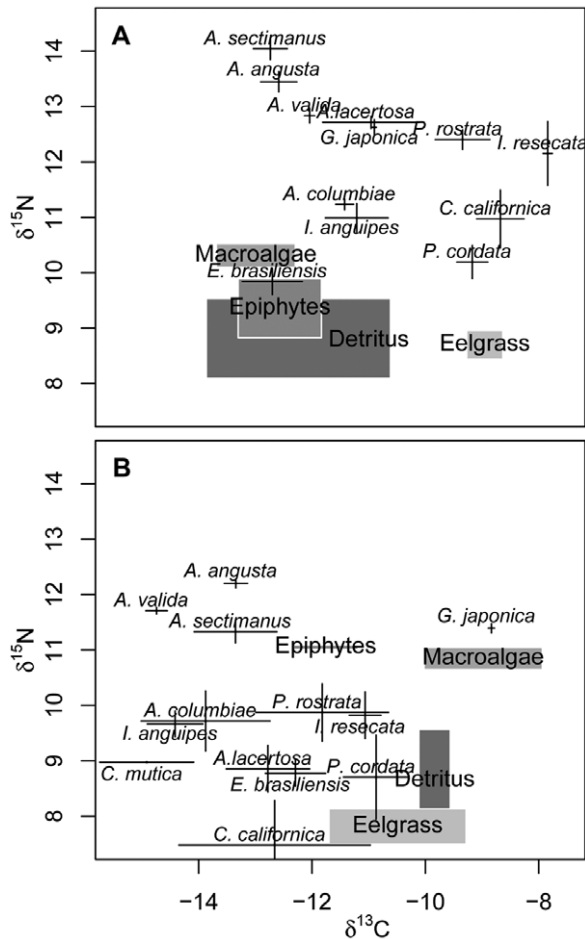 A
A. sectimanus
A. angusta
A. valida
A.lacertosa
G. japonica
P. rostrata
I. resecata
A. columbiae
I. anguipes
C. californica
P. cordata
Macroalgae
E. brasiliensis
Epiphytes
Detritus
Eelgrass
δ15N
14
13
12
11
10
9
8
B
A. angusta
A. valida
A. sectimanus
G. japonica
Epiphytes
Macroalgae
P. rostrata
A. columbiae
I. anguipes
I. resecata
C. mutica
A.lacertosa
E. brasiliensis
P. cordata
Detritus
Eelgrass
C. californica
δ15N
14
13
12
11
10
9
8
−14 −12 −10 −8
δ13C